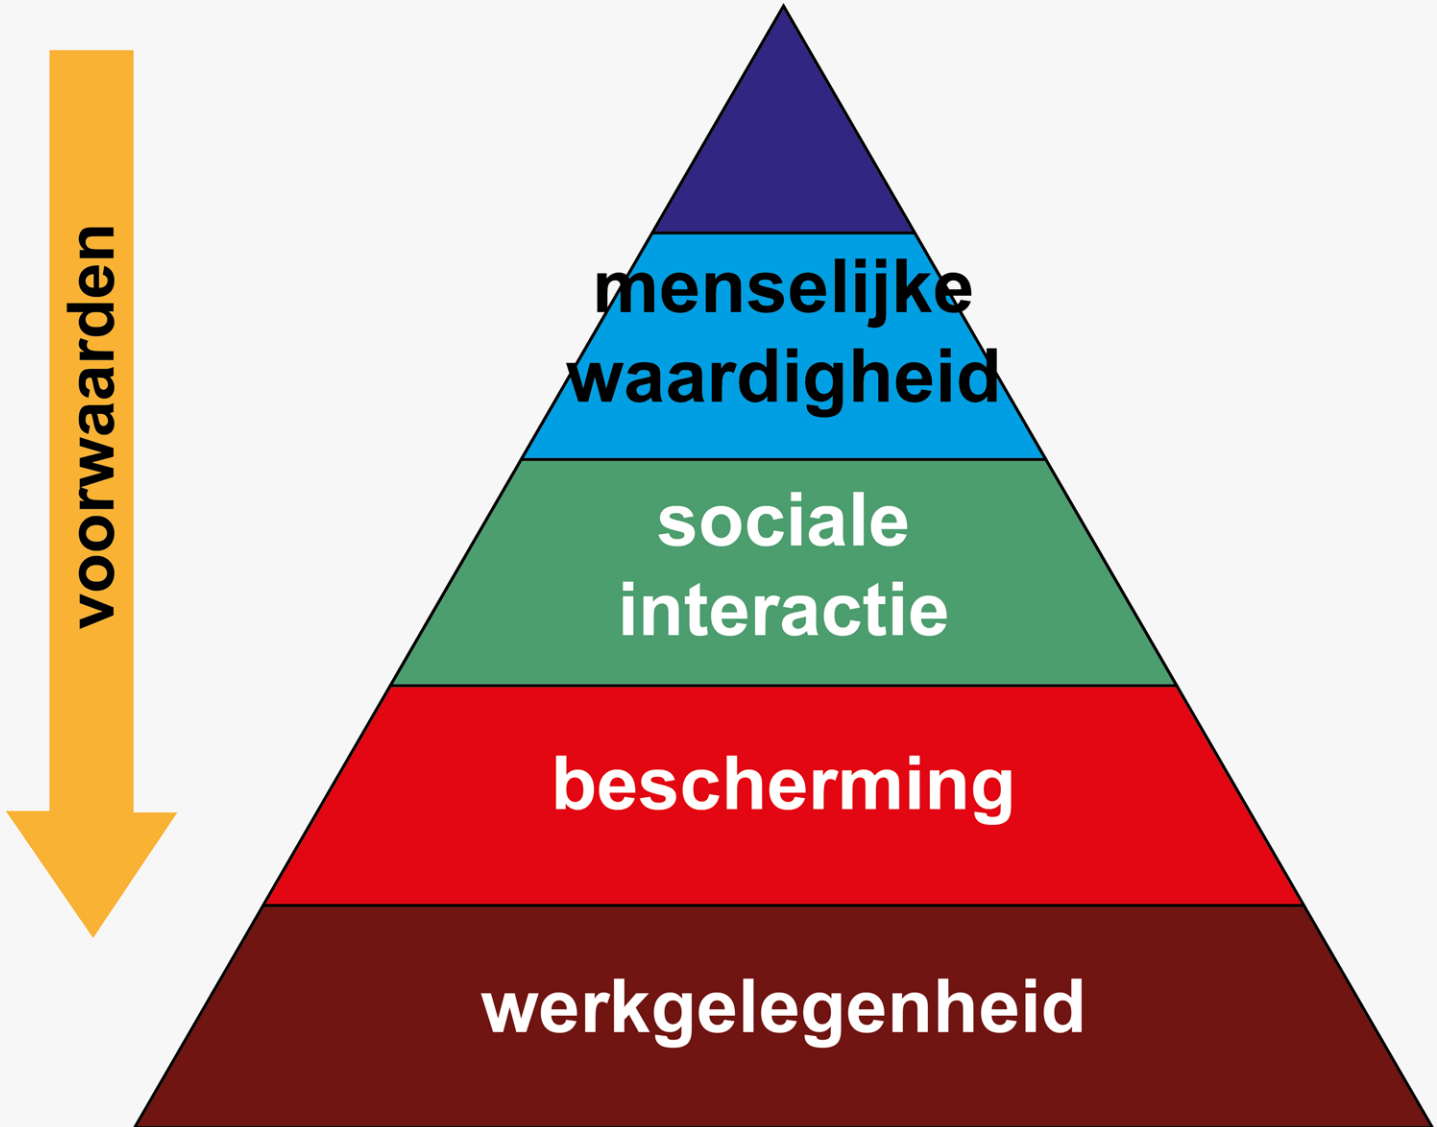 voorwaarden
menselijke
waardigheid
sociale
interactie
bescherming
werkgelegenheid